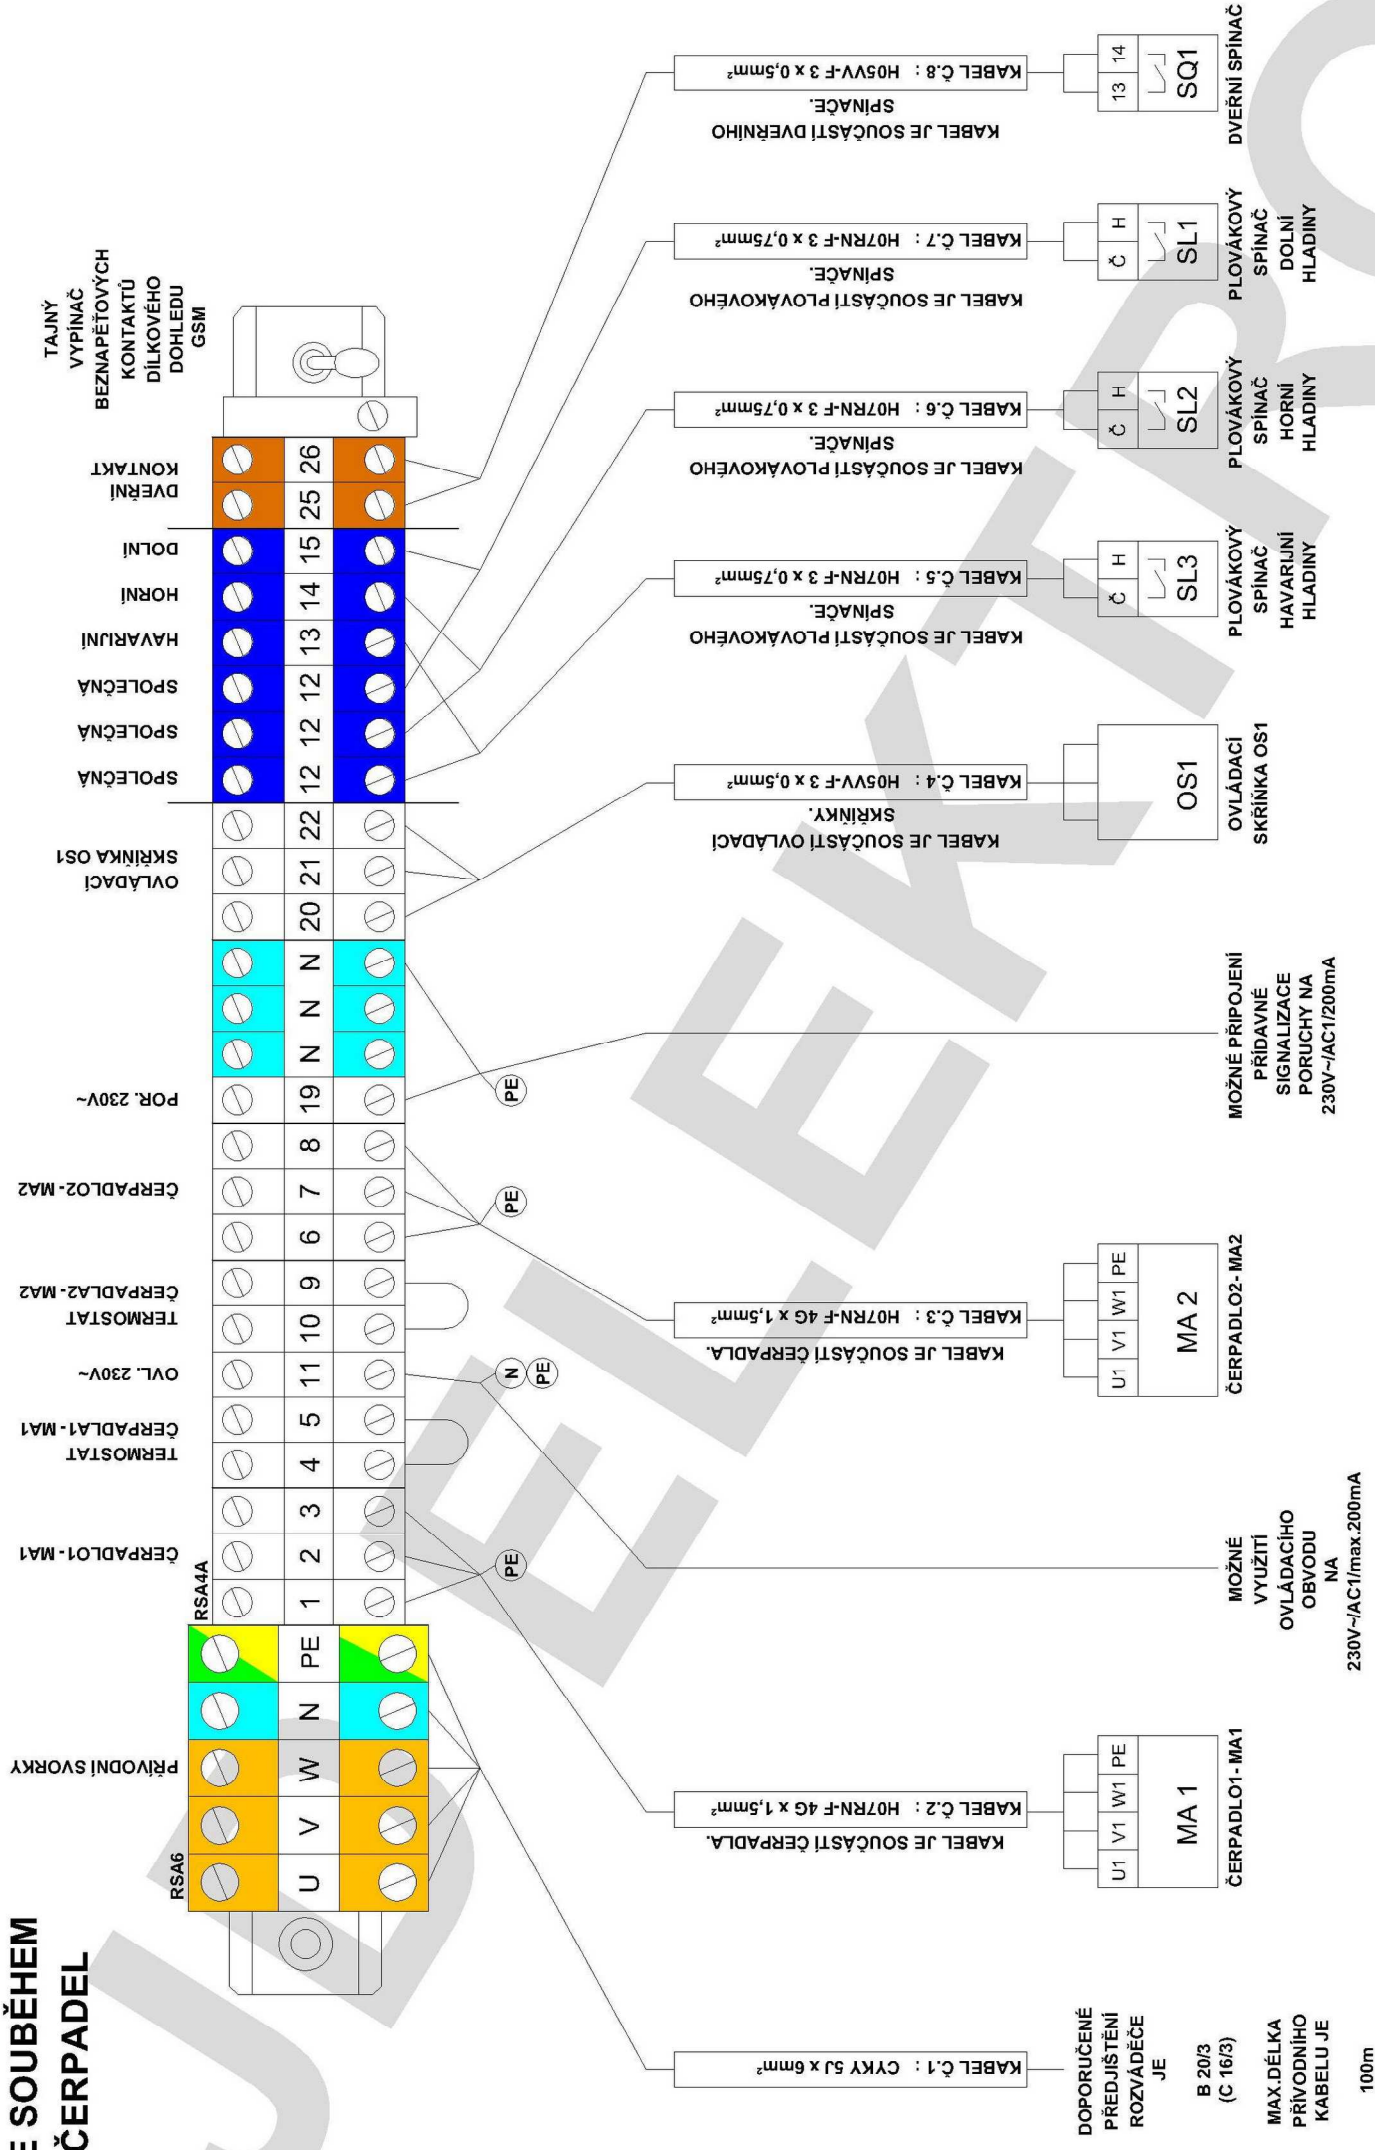 E SOUBĚHEM
ČERPADEL
RSA6
RSA4A
PŘÍVODNÍ SVORKY
ČERPADLO1- MA1
TERMOSTAT
ČERPADLA1- MA1
OVL. 230V~
TERMOSTAT
ČERPADLA2- MA2
ČERPADLO2- MA2
POR. 230V~
OVLÁDACÍ
SKŘÍŇKA OS1
SPOLEČNÁ
SPOLEČNÁ
SPOLEČNÁ
HAVARIJNÍ
HORNÍ
DOLNÍ
DVEŘNÍ
KONTAKT
TAJNÝ
VYPÍNAČ
BEZNAPĚŤOVÝCH
KONTAKTŮ
DÍLKOVÉHO
DOHLEDU
GSM
U V W N PE 1 2 3 4 5 11 10 9 6 7 8 19 N N N 20 21 22 12 12 12 13 14 15 25 26
PE
N
PE
PE
PE
KABEL Č.1 : CYKY 5J x 6mm²
DOPORUČENÉ
PŘEDJIŠTĚNÍ
ROZVÁDĚČE
JE
B 20/3
(C 16/3)
MAX.DÉLKA
PŘÍVODNÍHO
KABELU JE
100m
KABEL JE SOUČÁSTÍ ČERPADLA.
KABEL Č.2 : H07RN-F 4G x 1,5mm²
U1 V1 W1 PE
MA 1
ČERPADLO1- MA1
MOŽNÉ
VYUŽITÍ
OVLÁDACÍHO
OBVODU
NA
230V~/AC1/max.200mA
KABEL JE SOUČÁSTÍ ČERPADLA.
KABEL Č.3 : H07RN-F 4G x 1,5mm²
U1 V1 W1 PE
MA 2
ČERPADLO2- MA2
MOŽNÉ PŘIPOJENÍ
PŘÍDAVNÉ
SIGNALIZACE
PORUCHY NA
230V~/AC1/200mA
KABEL JE SOUČÁSTÍ OVLÁDACÍ
SKŘÍŇKY.
KABEL Č.4 : H05VV-F 3 x 0,5mm²
OS1
OVLÁDACÍ
SKŘÍŇKA OS1
KABEL JE SOUČÁSTÍ PLOVÁKOVÉHO
SPÍNAČE.
KABEL Č.5 : H07RN-F 3 x 0,75mm²
Č H
SL3
PLOVÁKOVÝ
SPÍNAČ
HAVARIJNÍ
HLADINY
KABEL JE SOUČÁSTÍ PLOVÁKOVÉHO
SPÍNAČE.
KABEL Č.6 : H07RN-F 3 x 0,75mm²
Č H
SL2
PLOVÁKOVÝ
SPÍNAČ
HORNÍ
HLADINY
KABEL JE SOUČÁSTÍ PLOVÁKOVÉHO
SPÍNAČE.
KABEL Č.7 : H07RN-F 3 x 0,75mm²
Č H
SL1
PLOVÁKOVÝ
SPÍNAČ
DOLNÍ
HLADINY
KABEL JE SOUČÁSTÍ DVEŘNÍHO
SPÍNAČE.
KABEL Č.8 : H05VV-F 3 x 0,5mm²
13 14
SQ1
DVEŘNÍ SPÍNAČ